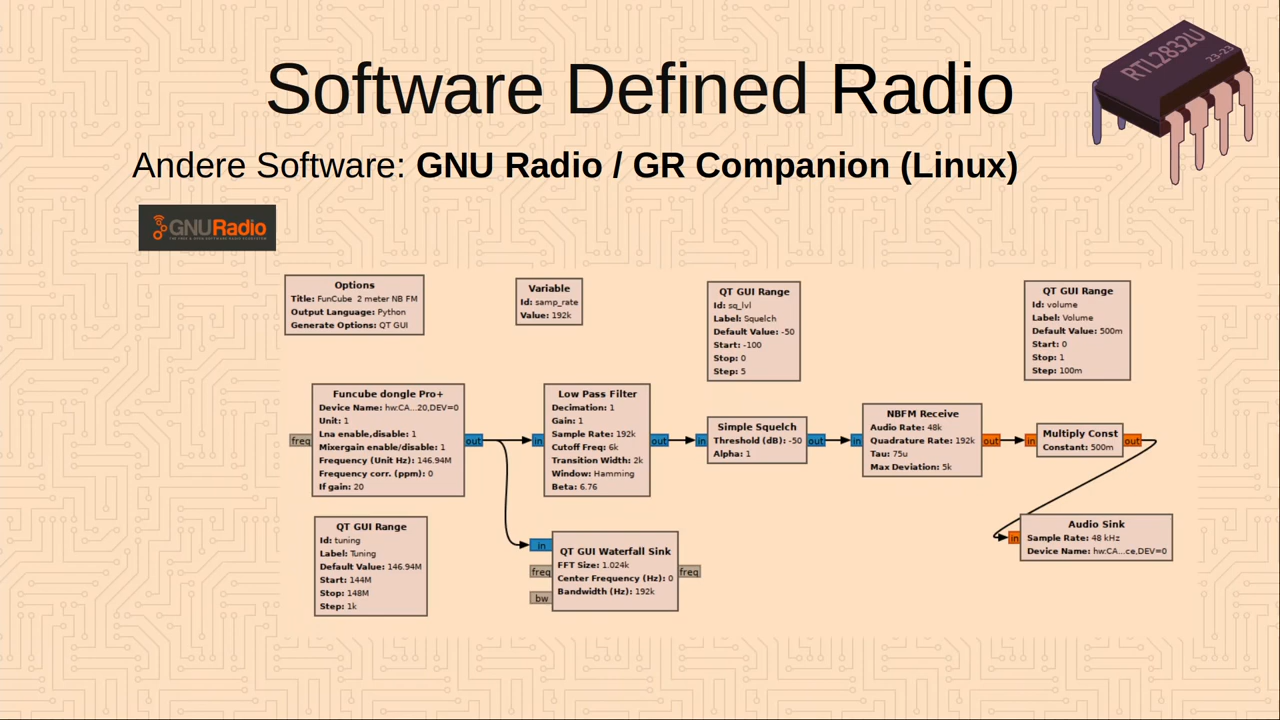 Software Defined Radio
RTL2832U
23-23
Andere Software: GNU Radio / GR Companion (Linux)
GNURadio
THE FREE & OPEN SOFTWARE RADIO ECOSYSTEM
Options
Title: FunCube 2 meter NB FM
Output Language: Python
Generate Options: QT GUI
Variable
Id: samp_rate
Value: 192k
QT GUI Range
Id: sq_lvl
Label: Squelch
Default Value: -50
Start: -100
Stop: 0
Step: 5
QT GUI Range
Id: volume
Label: Volume
Default Value: 500m
Start: 0
Stop: 1
Step: 100m
freq
Funcube dongle Pro+
Device Name: hw:CA...20,DEV=0
Unit: 1
Lna enable,disable: 1
Mixergain enable/disable: 1
Frequency (Unit Hz): 146.94M
Frequency corr. (ppm): 0
If gain: 20
out
in
Low Pass Filter
Decimation: 1
Gain: 1
Sample Rate: 192k
Cutoff Freq: 6k
Transition Width: 2k
Window: Hamming
Beta: 6.76
out
in
Simple Squelch
Threshold (dB): -50
Alpha: 1
out
in
NBFM Receive
Audio Rate: 48k
Quadrature Rate: 192k
Tau: 75u
Max Deviation: 5k
out
in
Multiply Const
Constant: 500m
out
QT GUI Range
Id: tuning
Label: Tuning
Default Value: 146.94M
Start: 144M
Stop: 148M
Step: 1k
in
freq
bw
QT GUI Waterfall Sink
FFT Size: 1.024k
Center Frequency (Hz): 0
Bandwidth (Hz): 192k
freq
in
Audio Sink
Sample Rate: 48 kHz
Device Name: hw:CA...ce,DEV=0